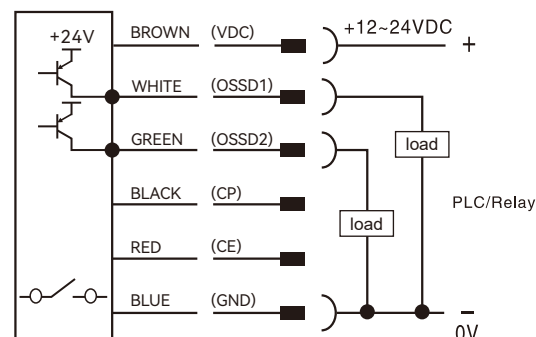 +24V
BROWN (VDC)
+12~24VDC +
WHITE (OSSD1)
load
GREEN (OSSD2)
BLACK (CP)
load
PLC/Relay
RED (CE)
BLUE (GND)
−
0V